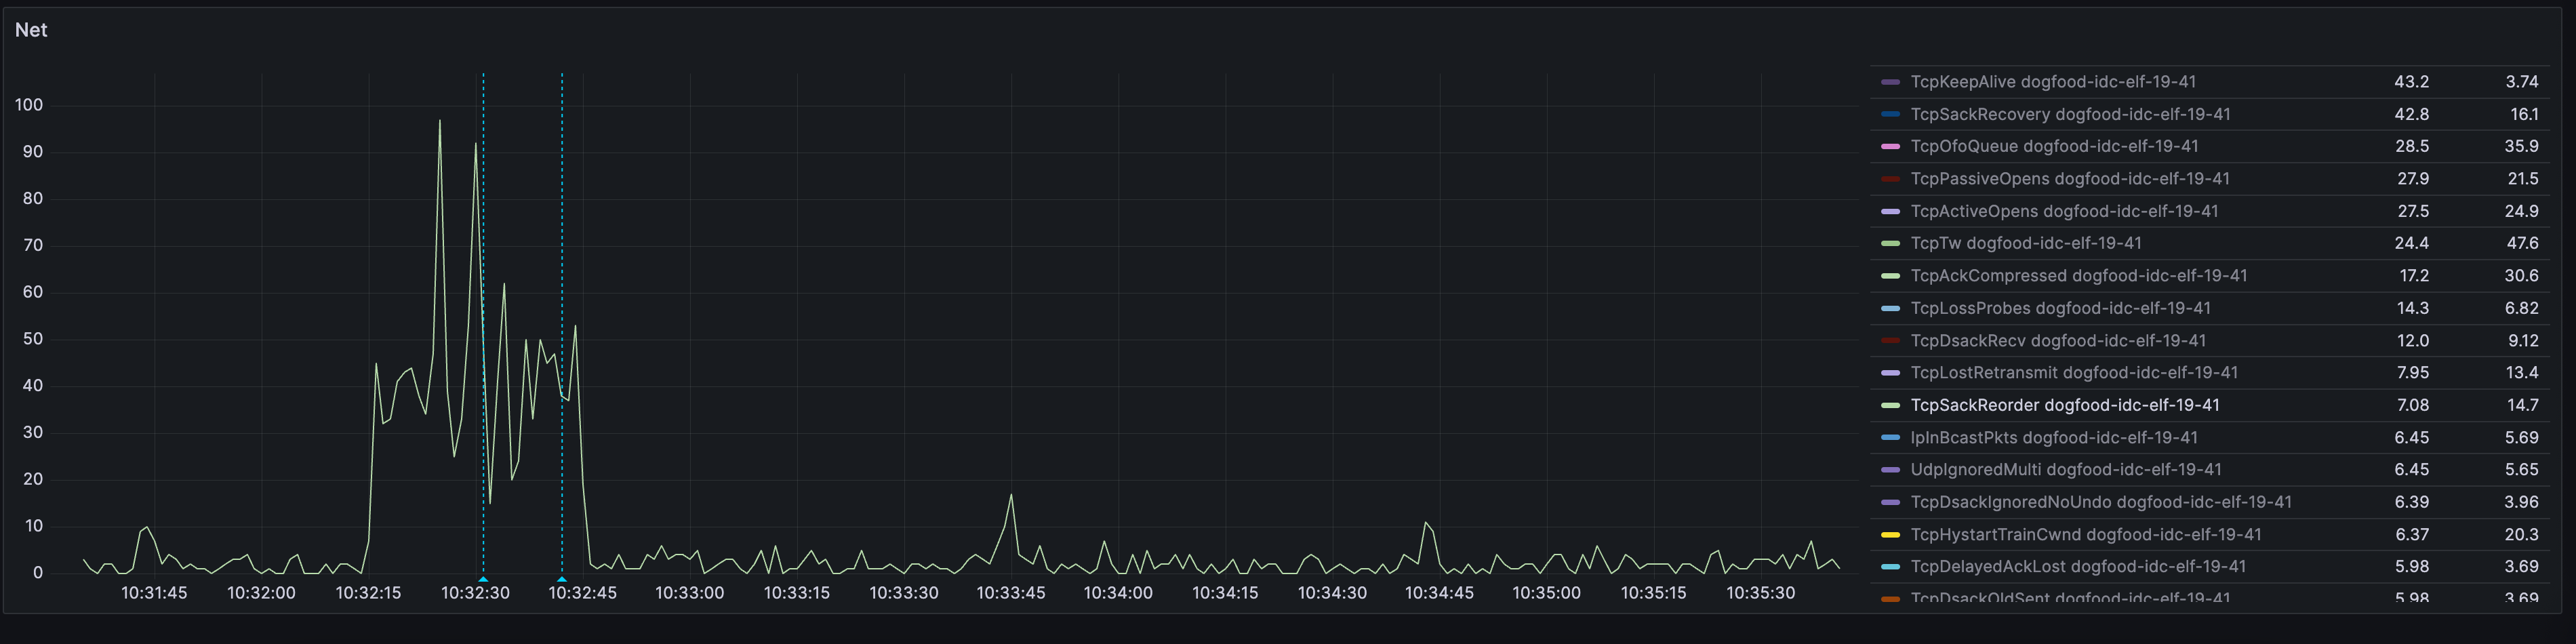 Net
100
90
80
70
60
50
40
30
20
10
0
10:31:45 10:32:00 10:32:15 10:32:30 10:32:45 10:33:00 10:33:15 10:33:30 10:33:45 10:34:00 10:34:15 10:34:30 10:34:45 10:35:00 10:35:15 10:35:30
TcpKeepAlive dogfood-idc-elf-19-41 43.2 3.74
TcpSackRecovery dogfood-idc-elf-19-41 42.8 16.1
TcpOfoQueue dogfood-idc-elf-19-41 28.5 35.9
TcpPassiveOpens dogfood-idc-elf-19-41 27.9 21.5
TcpActiveOpens dogfood-idc-elf-19-41 27.5 24.9
TcpTw dogfood-idc-elf-19-41 24.4 47.6
TcpAckCompressed dogfood-idc-elf-19-41 17.2 30.6
TcpLossProbes dogfood-idc-elf-19-41 14.3 6.82
TcpDsackRecv dogfood-idc-elf-19-41 12.0 9.12
TcpLostRetransmit dogfood-idc-elf-19-41 7.95 13.4
TcpSackReorder dogfood-idc-elf-19-41 7.08 14.7
IpInBcastPkts dogfood-idc-elf-19-41 6.45 5.69
UdpIgnoredMulti dogfood-idc-elf-19-41 6.45 5.65
TcpDsackIgnoredNoUndo dogfood-idc-elf-19-41 6.39 3.96
TcpHystartTrainCwnd dogfood-idc-elf-19-41 6.37 20.3
TcpDelayedAckLost dogfood-idc-elf-19-41 5.98 3.69
TcpDsackOldSent dogfood-idc-elf-19-41 5.98 3.69